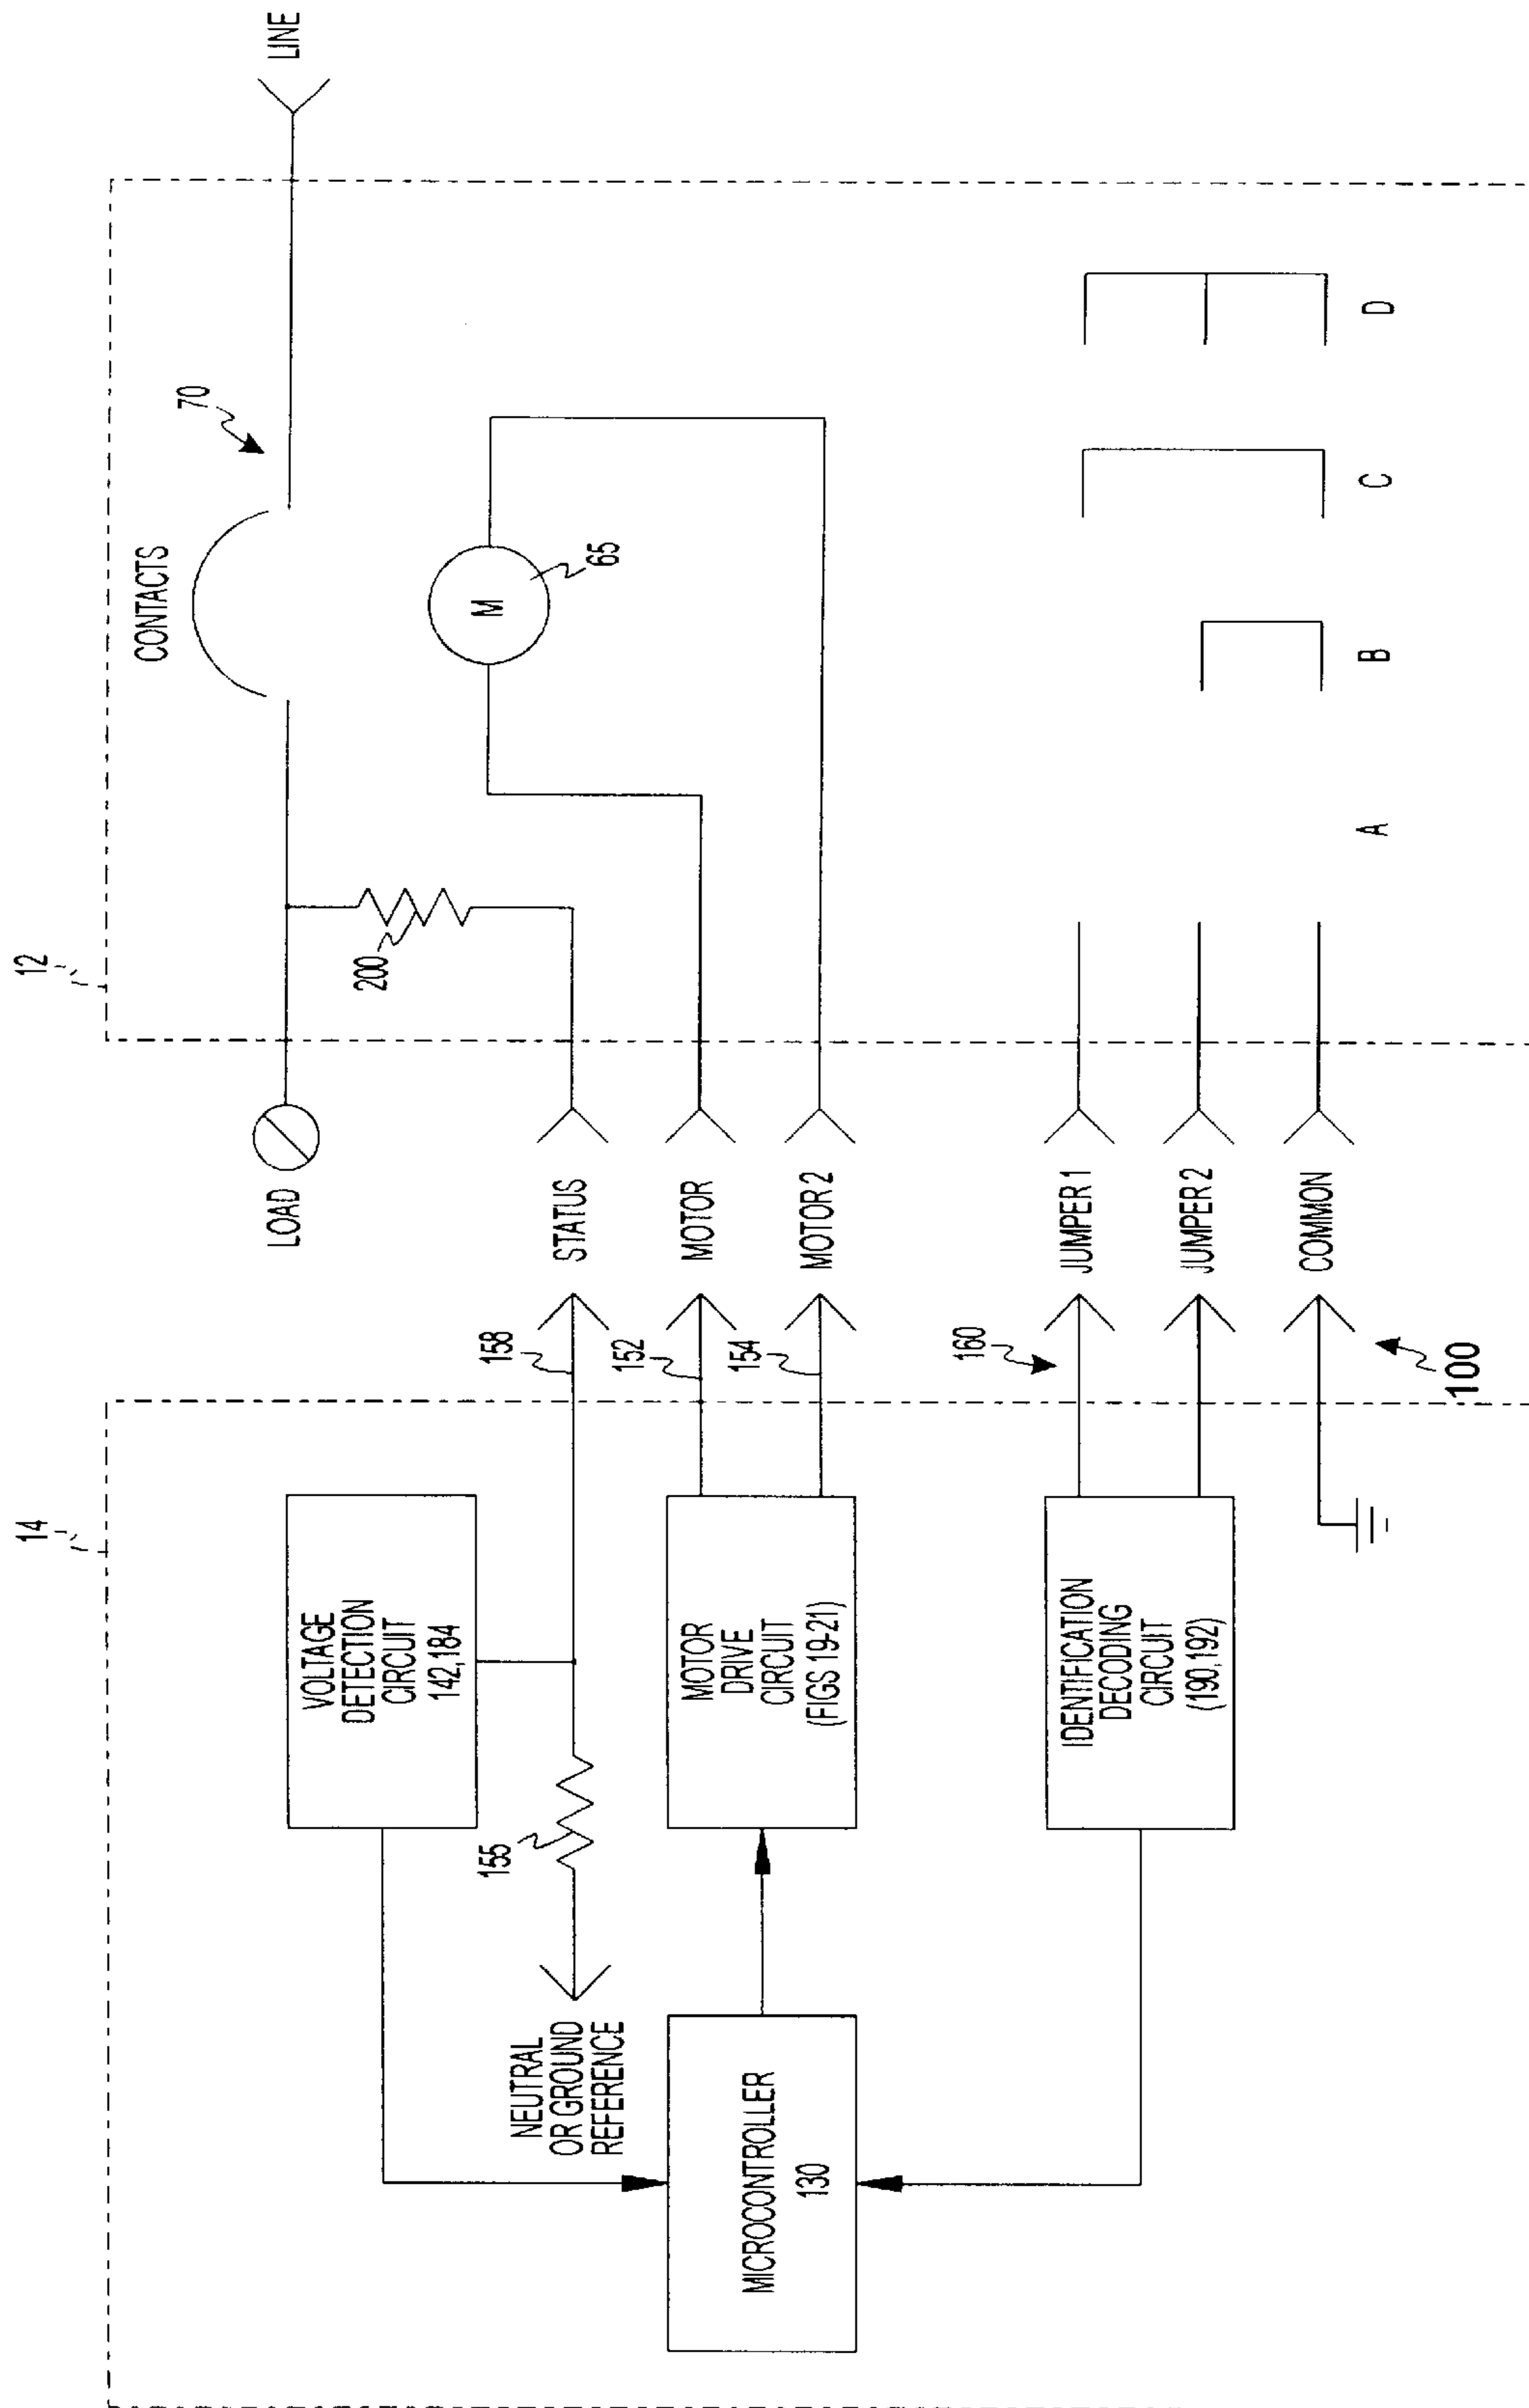 14
VOLTAGE
DETECTION
CIRCUIT
142,184
155
NEUTRAL
OR GROUND
REFERENCE
MICROCONTROLLER
130
MOTOR
DRIVE
CIRCUIT
(FIGS 19-21)
IDENTIFICATION
DECODING
CIRCUIT
(190,192)
158
152
154
160
100
LOAD
STATUS
MOTOR
MOTOR 2
JUMPER 1
JUMPER 2
COMMON
12
200
CONTACTS
70
LINE
M
65
A
B
C
D